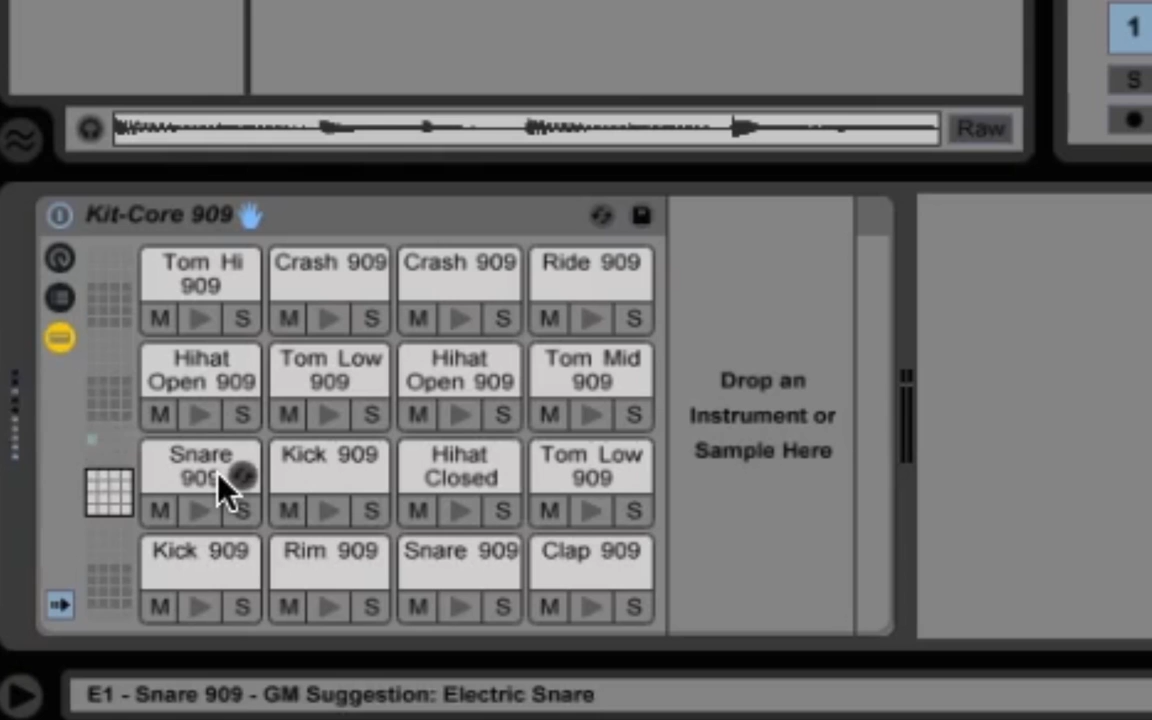 1
S
Raw
Kit-Core 909
Tom Hi
909
Crash 909
Crash 909
Ride 909
M S M S M S M S
Hihat
Open 909
Tom Low
909
Hihat
Open 909
Tom Mid
909
M S M S M S M S
Snare
909
Kick 909
Hihat
Closed
Tom Low
909
M S M S M S M S
Kick 909
Rim 909
Snare 909
Clap 909
M S M S M S M S
Drop an
Instrument or
Sample Here
E1 - Snare 909 - GM Suggestion: Electric Snare